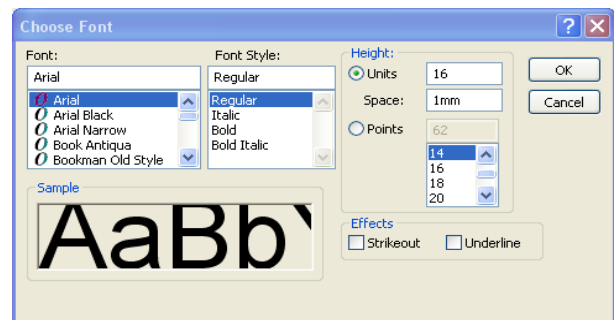 Choose Font
Font:
Arial
Arial
Arial Black
Arial Narrow
Book Antiqua
Bookman Old Style
Font Style:
Regular
Regular
Italic
Bold
Bold Italic
Height:
Units 16
Space: 1mm
Points 62
14
16
18
20
OK
Cancel
Sample
AaBb
Effects
Strikeout Underline